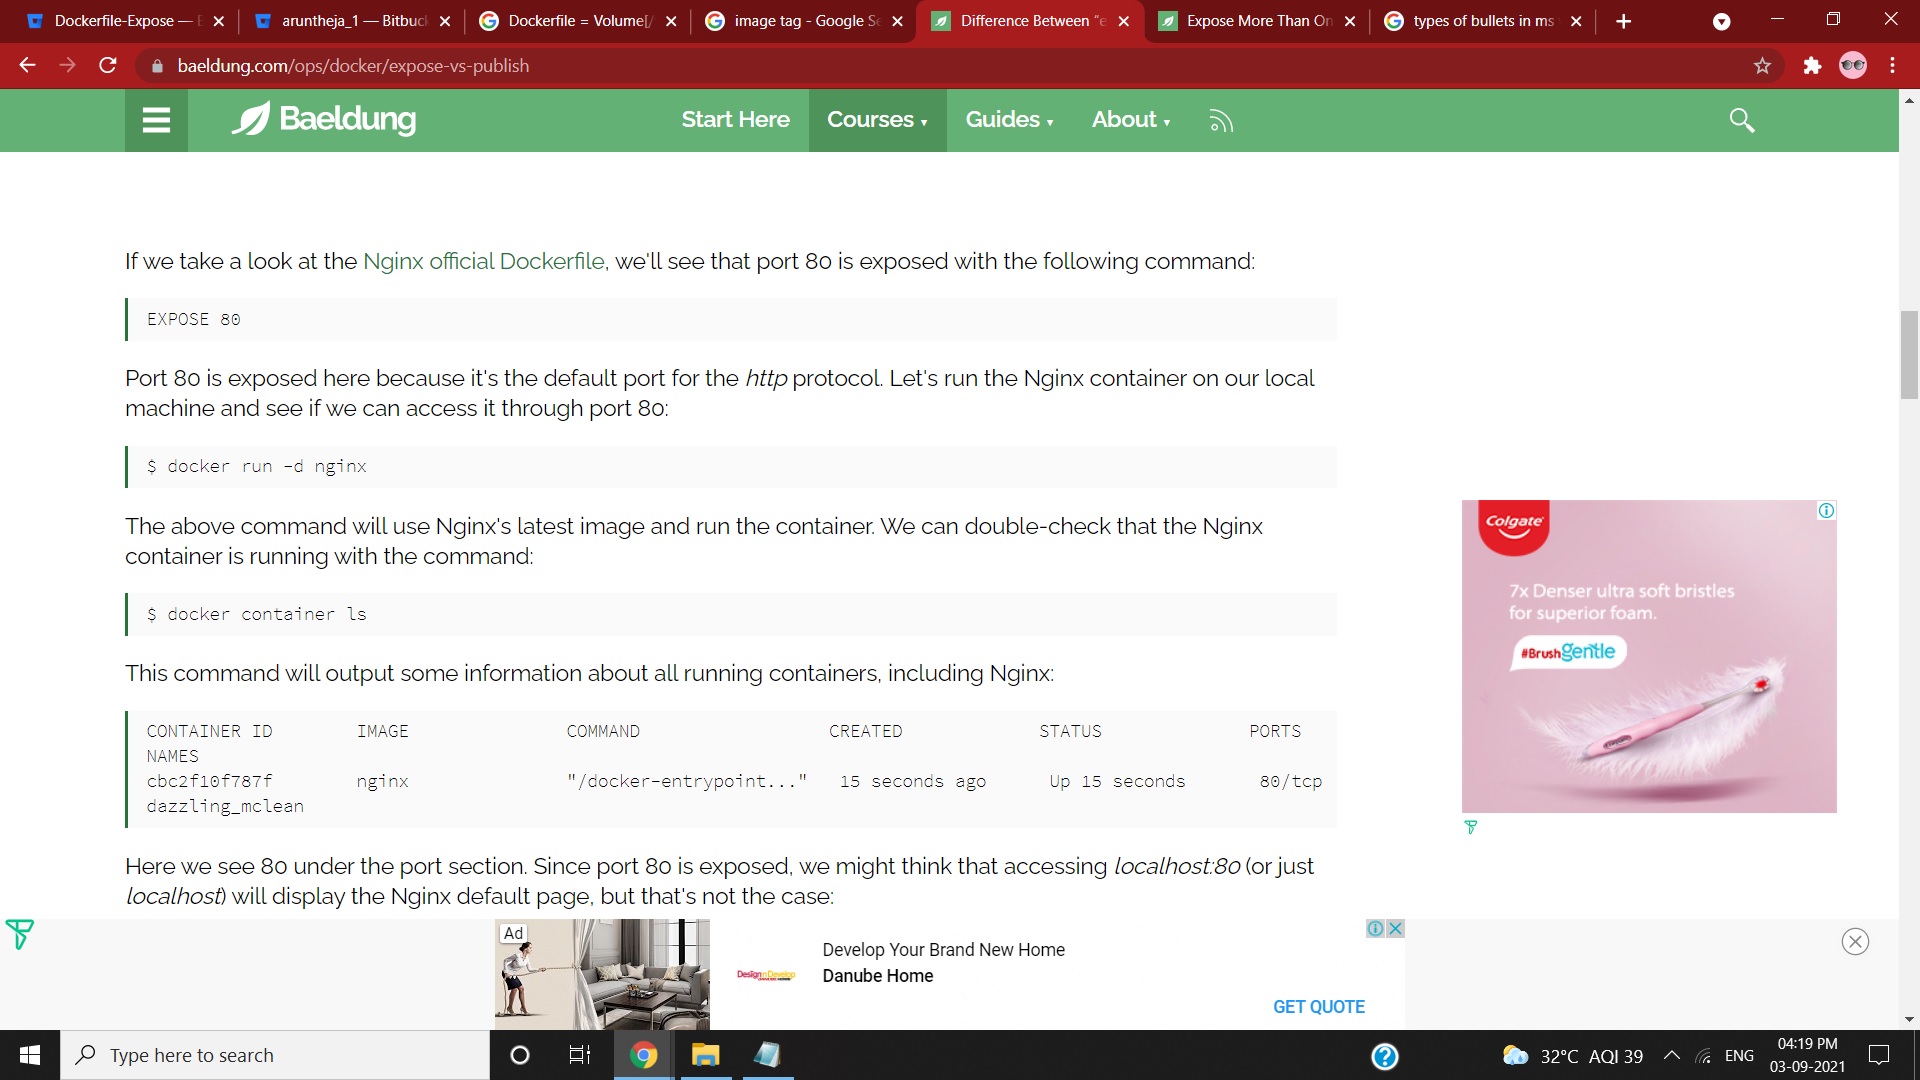 Dockerfile-Expose —
aruntheja_1 — Bitbuc
Dockerfile = Volume[/
image tag - Google Se
Difference Between "e
Expose More Than On
types of bullets in ms
baeldung.com/ops/docker/expose-vs-publish
Baeldung
Start Here
Courses ▾
Guides ▾
About ▾
If we take a look at the Nginx official Dockerfile, we'll see that port 80 is exposed with the following command:
EXPOSE 80
Port 80 is exposed here because it's the default port for the http protocol. Let's run the Nginx container on our local
machine and see if we can access it through port 80:
$ docker run -d nginx
The above command will use Nginx's latest image and run the container. We can double-check that the Nginx
container is running with the command:
$ docker container ls
This command will output some information about all running containers, including Nginx:
CONTAINER ID        IMAGE               COMMAND                  CREATED             STATUS              PORTS
NAMES
cbc2f10f787f        nginx               "/docker-entrypoint..."   15 seconds ago      Up 15 seconds       80/tcp
dazzling_mclean
Here we see 80 under the port section. Since port 80 is exposed, we might think that accessing localhost:80 (or just
localhost) will display the Nginx default page, but that's not the case:
Colgate
7x Denser ultra soft bristles
for superior foam.
#Brushgentle
Ad
Design n Develop
Develop Your Brand New Home
Danube Home
GET QUOTE
Type here to search
32°C AQI 39
ENG
04:19 PM
03-09-2021